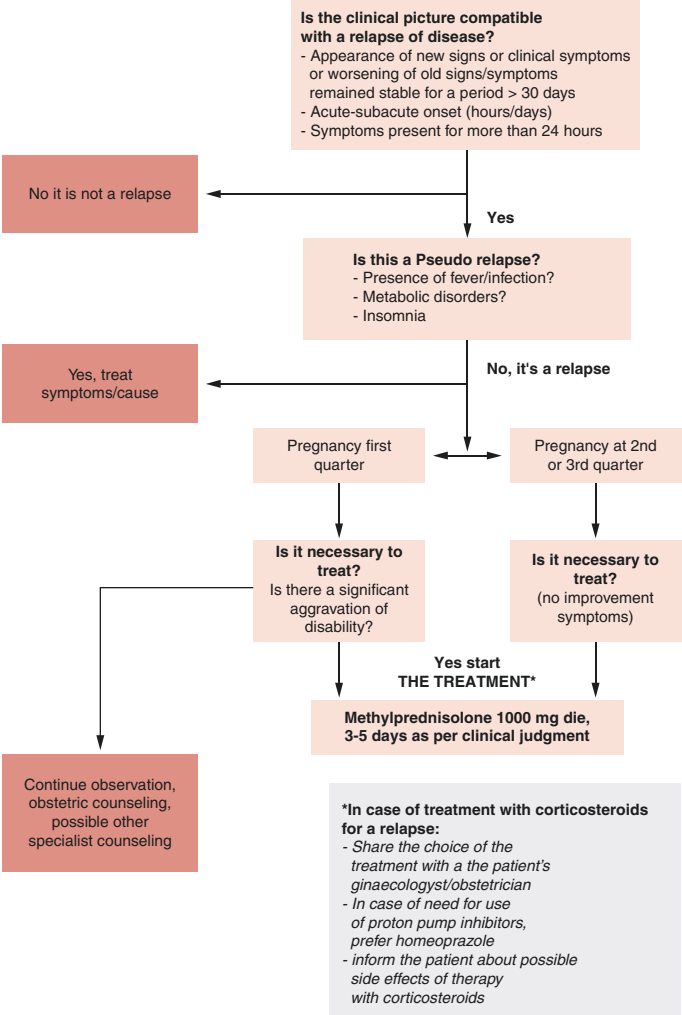 Is the clinical picture compatible
with a relapse of disease?
- Appearance of new signs or clinical symptoms
or worsening of old signs/symptoms
remained stable for a period > 30 days
- Acute-subacute onset (hours/days)
- Symptoms present for more than 24 hours
No it is not a relapse
Yes
Is this a Pseudo relapse?
- Presence of fever/infection?
- Metabolic disorders?
- Insomnia
Yes, treat
symptoms/cause
No, it's a relapse
Pregnancy first
quarter
Pregnancy at 2nd
or 3rd quarter
Is it necessary to
treat?
Is there a significant
aggravation of
disability?
Is it necessary to
treat?
(no improvement
symptoms)
Yes start
THE TREATMENT*
Methylprednisolone 1000 mg die,
3-5 days as per clinical judgment
Continue observation,
obstetric counseling,
possible other
specialist counseling
*In case of treatment with corticosteroids
for a relapse:
- Share the choice of the
treatment with a the patient's
ginaecologyst/obstetrician
- In case of need for use
of proton pump inhibitors,
prefer homeoprazole
- inform the patient about possible
side effects of therapy
with corticosteroids